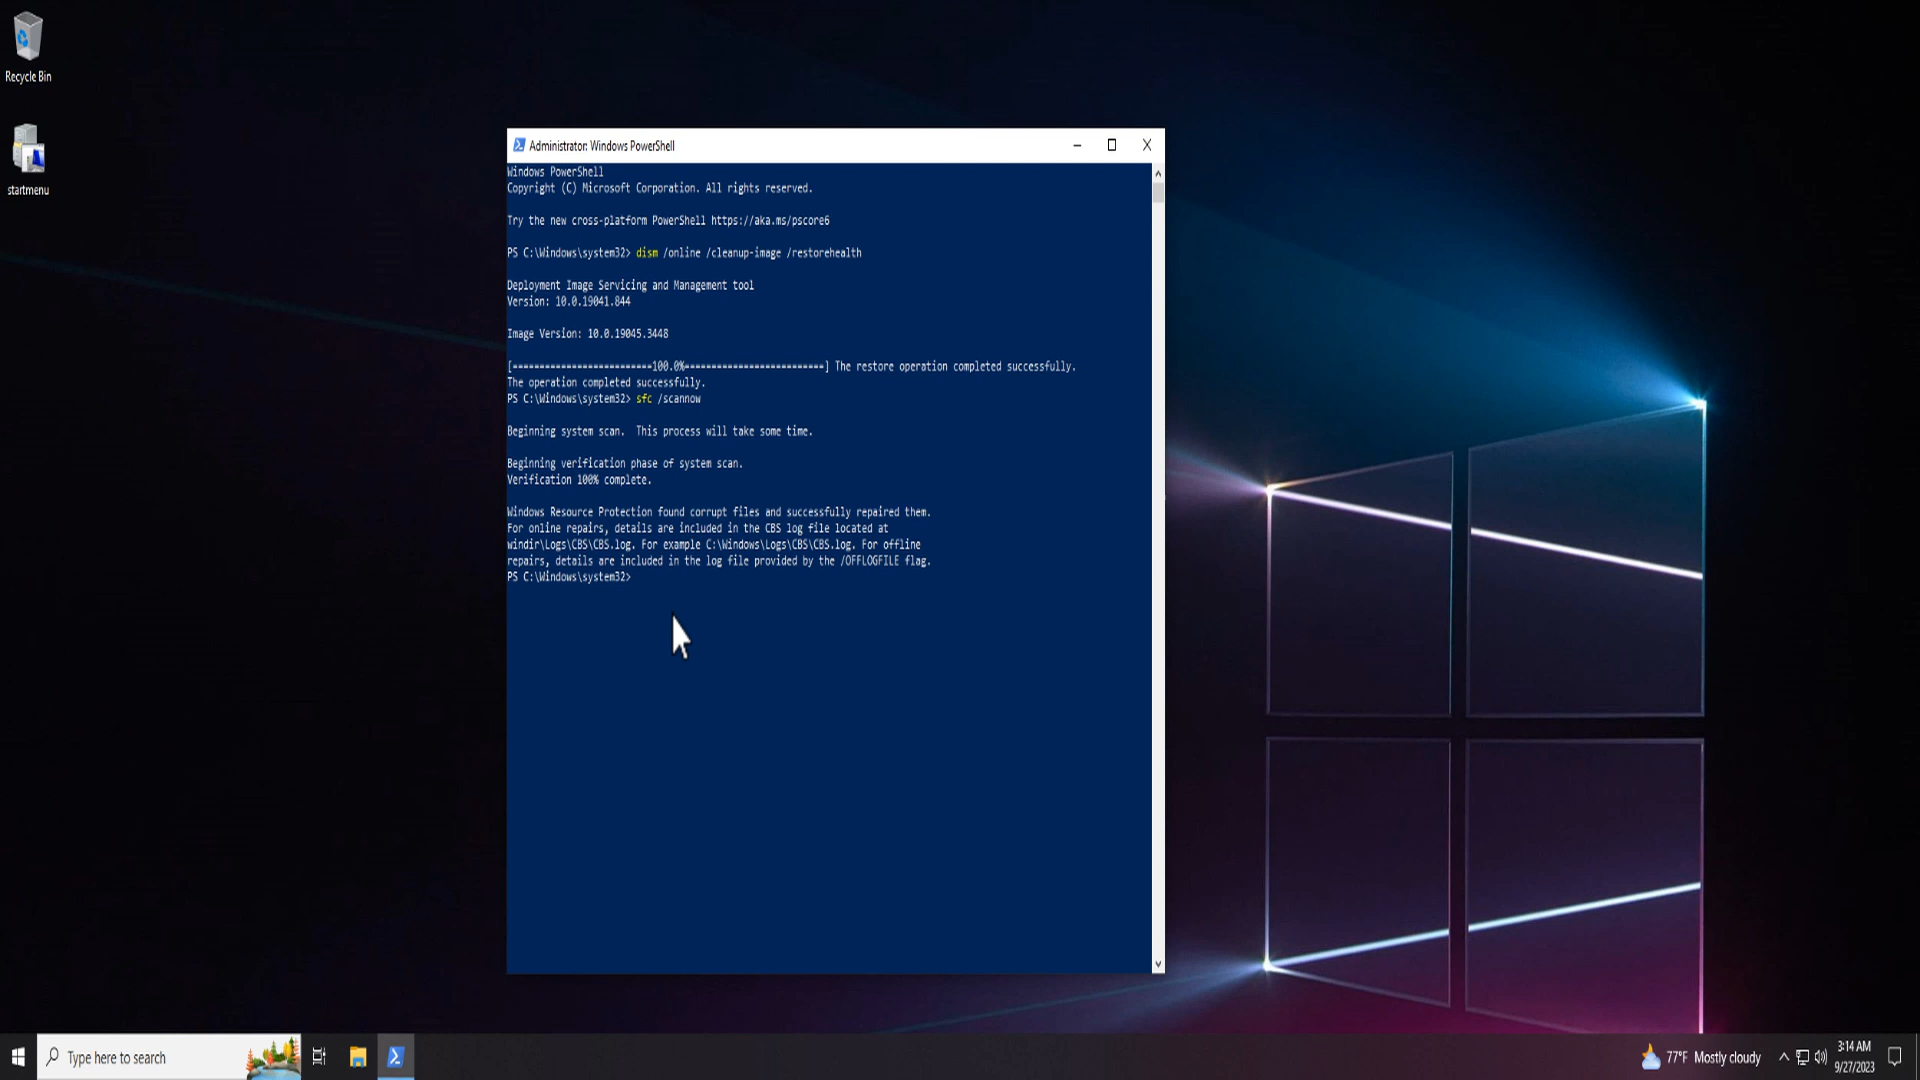 Recycle Bin
startmenu
Administrator: Windows PowerShell
Windows PowerShell
Copyright (C) Microsoft Corporation. All rights reserved.
Try the new cross-platform PowerShell https://aka.ms/pscore6
PS C:\Windows\system32> dism /online /cleanup-image /restorehealth
Deployment Image Servicing and Management tool
Version: 10.0.19041.844
Image Version: 10.0.19045.3448
[==========================100.0%==========================] The restore operation completed successfully.
The operation completed successfully.
PS C:\Windows\system32> sfc /scannow
Beginning system scan.  This process will take some time.
Beginning verification phase of system scan.
Verification 100% complete.
Windows Resource Protection found corrupt files and successfully repaired them.
For online repairs, details are included in the CBS log file located at
windir\Logs\CBS\CBS.log. For example C:\Windows\Logs\CBS\CBS.log. For offline
repairs, details are included in the log file provided by the /OFFLOGFILE flag.
PS C:\Windows\system32>
Type here to search
77°F Mostly cloudy
3:14 AM
9/27/2023